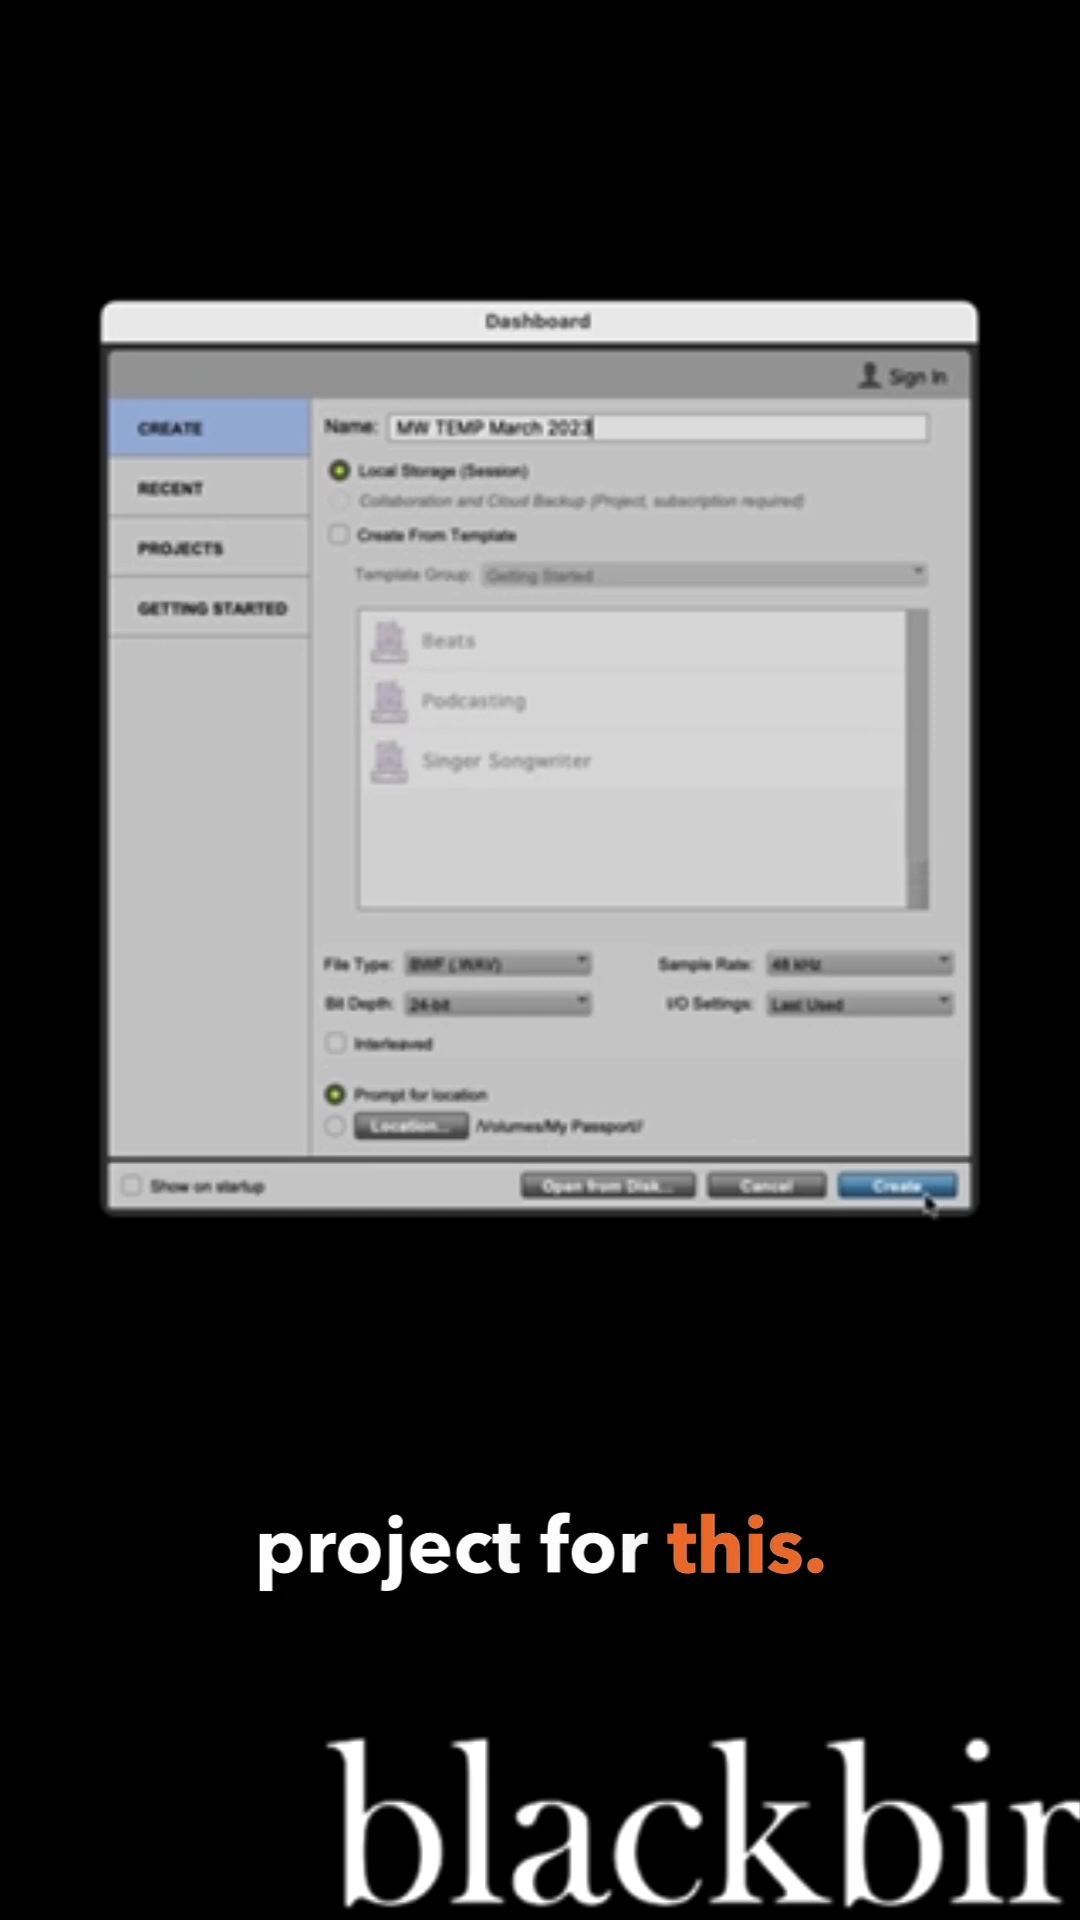 Dashboard
Sign In
CREATE
RECENT
PROJECTS
GETTING STARTED
Name: MW TEMP March 2023
Local Storage (Session)
Collaboration and Cloud Backup (Project, subscription required)
Create From Template
Template Group: Getting Started
Beats
Podcasting
Singer Songwriter
File Type: BWF (.WAV)
Sample Rate: 48 kHz
Bit Depth: 24-bit
I/O Settings: Last Used
Interleaved
Prompt for location
Location... /Volumes/My Passport//
Show on startup
Open from Disk...
Cancel
Create
project for this.
blackbir